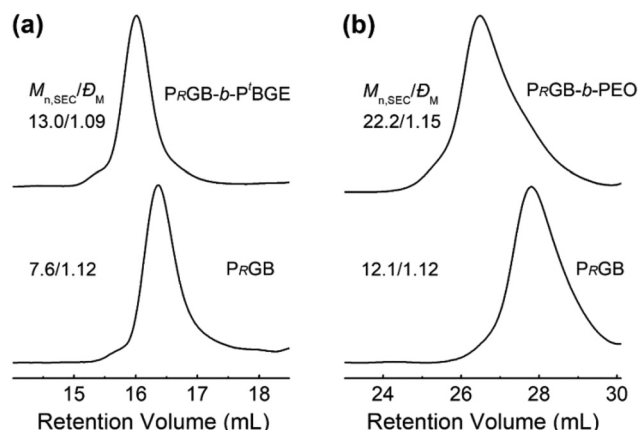 (a)
M n,SEC/ĐM
PRGB-b-PtBGE
13.0/1.09
7.6/1.12
PRGB
15 16 17 18
Retention Volume (mL)
(b)
M n,SEC/ĐM
PRGB-b-PEO
22.2/1.15
12.1/1.12
PRGB
24 26 28 30
Retention Volume (mL)